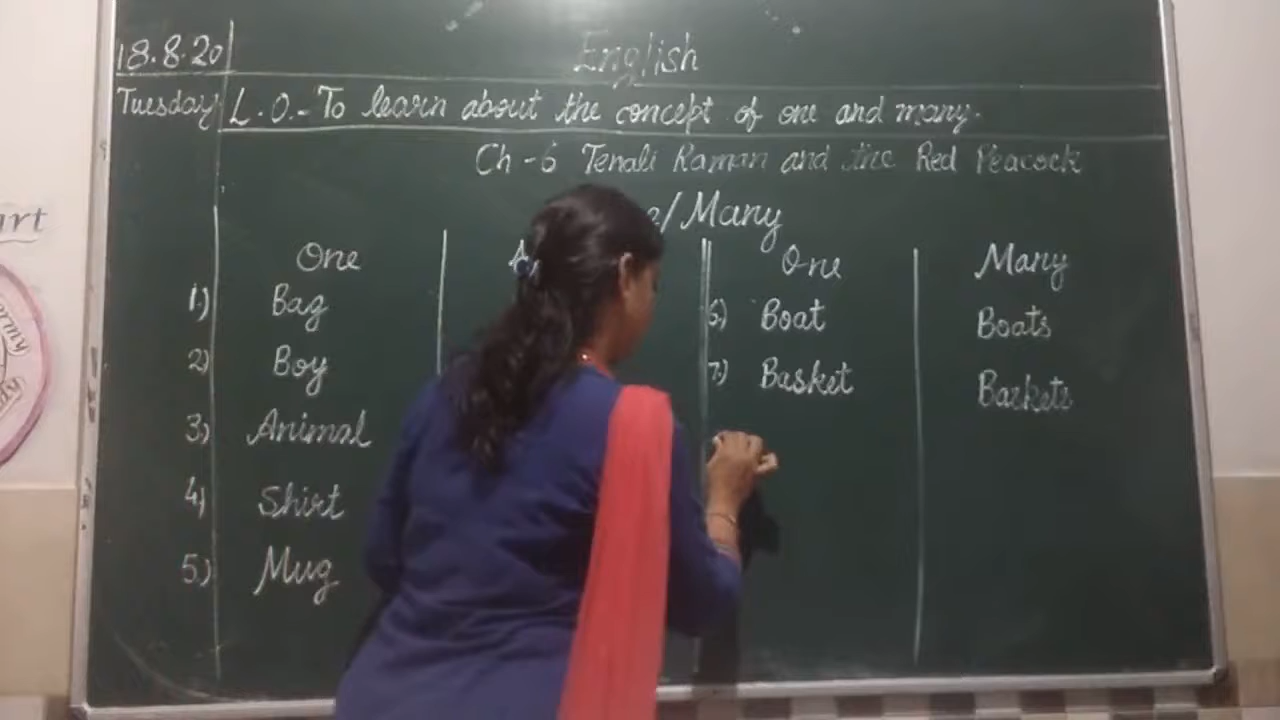 18.8.20
English
Tuesday
L.O.- To learn about the concept of one and many.
Ch-6 Tenali Raman and the Red Peacock
/Many
One One Many
1) Bag 6) Boat Boats
2) Boy 7) Basket Baskets
3) Animal
4) Shirt
5) Mug